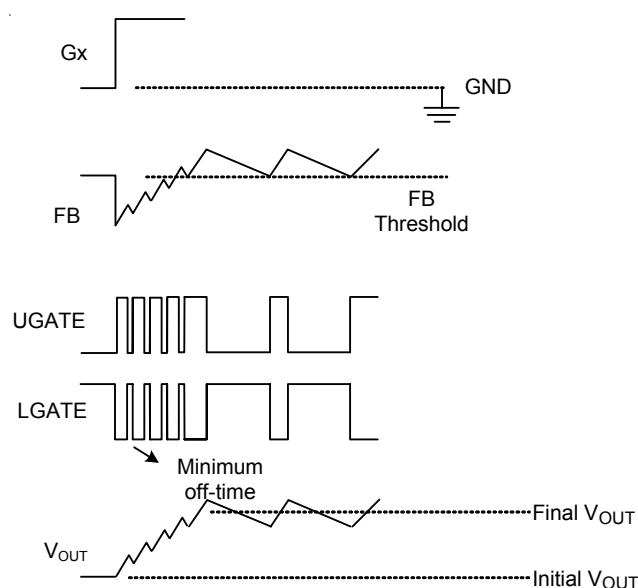 Gx
GND
FB
FB
Threshold
UGATE
LGATE
Minimum
off-time
VOUT
Final VOUT
Initial VOUT